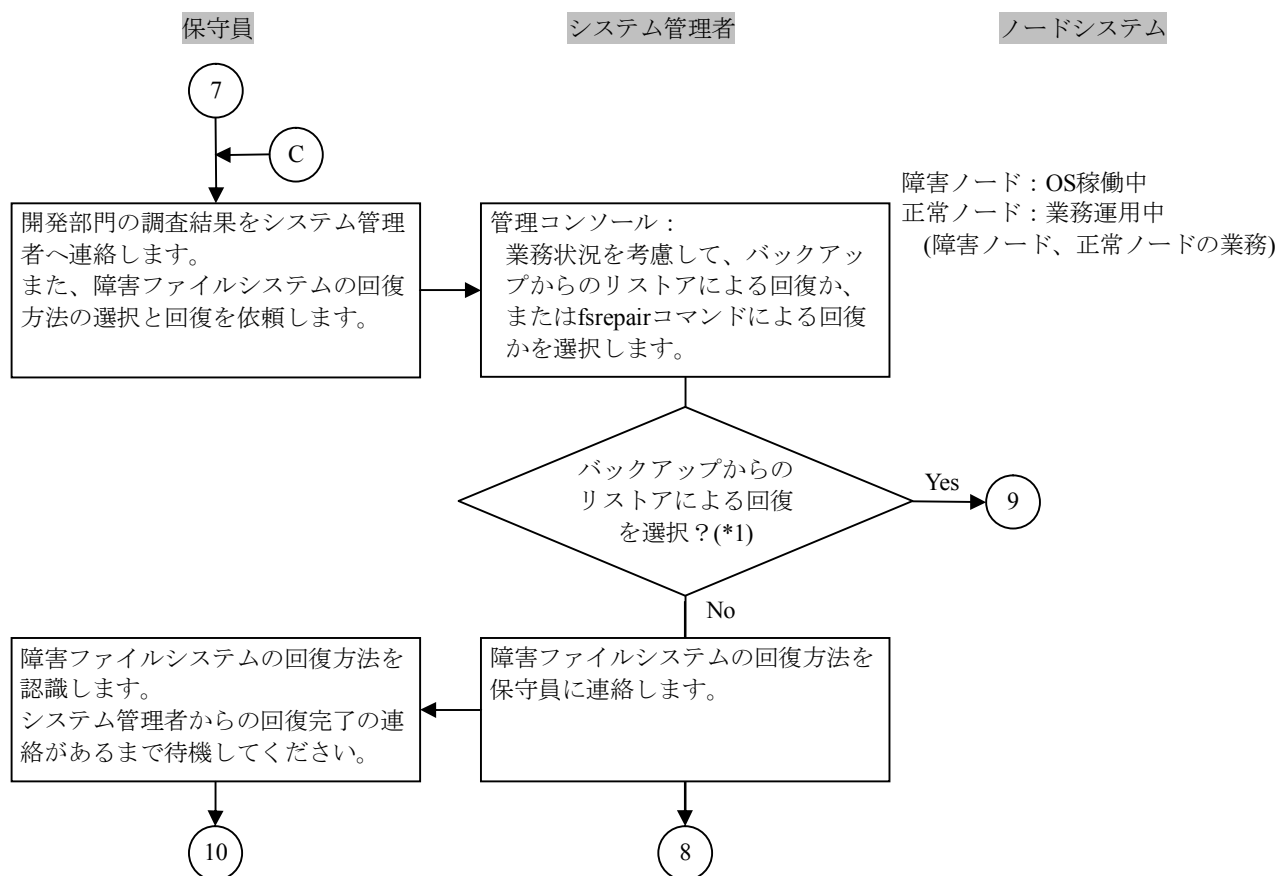 保守員
システム管理者
ノードシステム
7
C
開発部門の調査結果をシステム管理
者へ連絡します。
また、障害ファイルシステムの回復
方法の選択と回復を依頼します。
管理コンソール：
業務状況を考慮して、バックアッ
プからのリストアによる回復か、
またはfsrepairコマンドによる回復
かを選択します。
障害ノード：OS稼働中
正常ノード：業務運用中
(障害ノード、正常ノードの業務)
バックアップからの
リストアによる回復
を選択？(*1)
Yes
9
No
障害ファイルシステムの回復方法を
認識します。
システム管理者からの回復完了の連
絡があるまで待機してください。
障害ファイルシステムの回復方法を
保守員に連絡します。
10
8